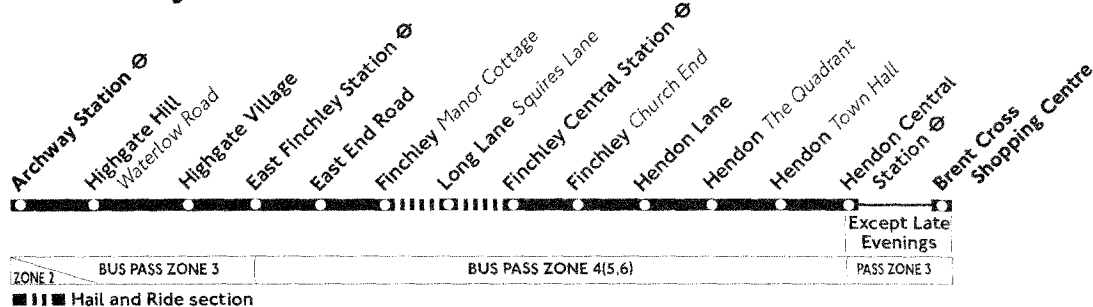 Archway Station
Highgate Hill
Waterlow Road
Highgate Village
East Finchley Station
East End Road
Finchley Manor Cottage
Long Lane Squires Lane
Finchley Central Station
Finchley Church End
Hendon Lane
Hendon The Quadrant
Hendon Town Hall
Hendon Central
Station
Brent Cross
Shopping Centre
Except Late
Evenings
ZONE 2
BUS PASS ZONE 3
BUS PASS ZONE 4(5,6)
PASS ZONE 3
Hail and Ride section